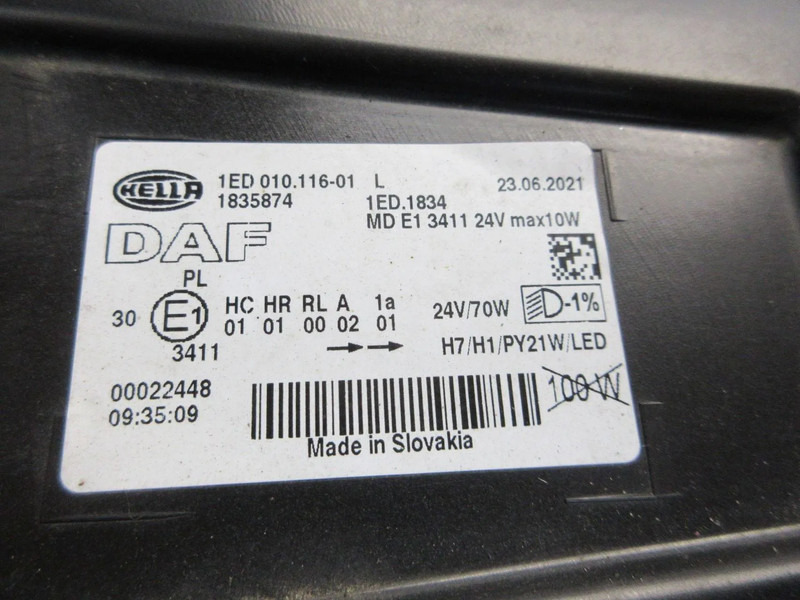 HELLA 1ED 010.116-01 L 23.06.2021
1835874 1ED.1834
MD E1 3411 24V max10W
DAF
PL
30 E1 HC HR RL A 1a 24V/70W D-1%
01 01 00 02 01
3411 H7/H1/PY21W/LED
00022448 100 W
09:35:09
Made in Slovakia